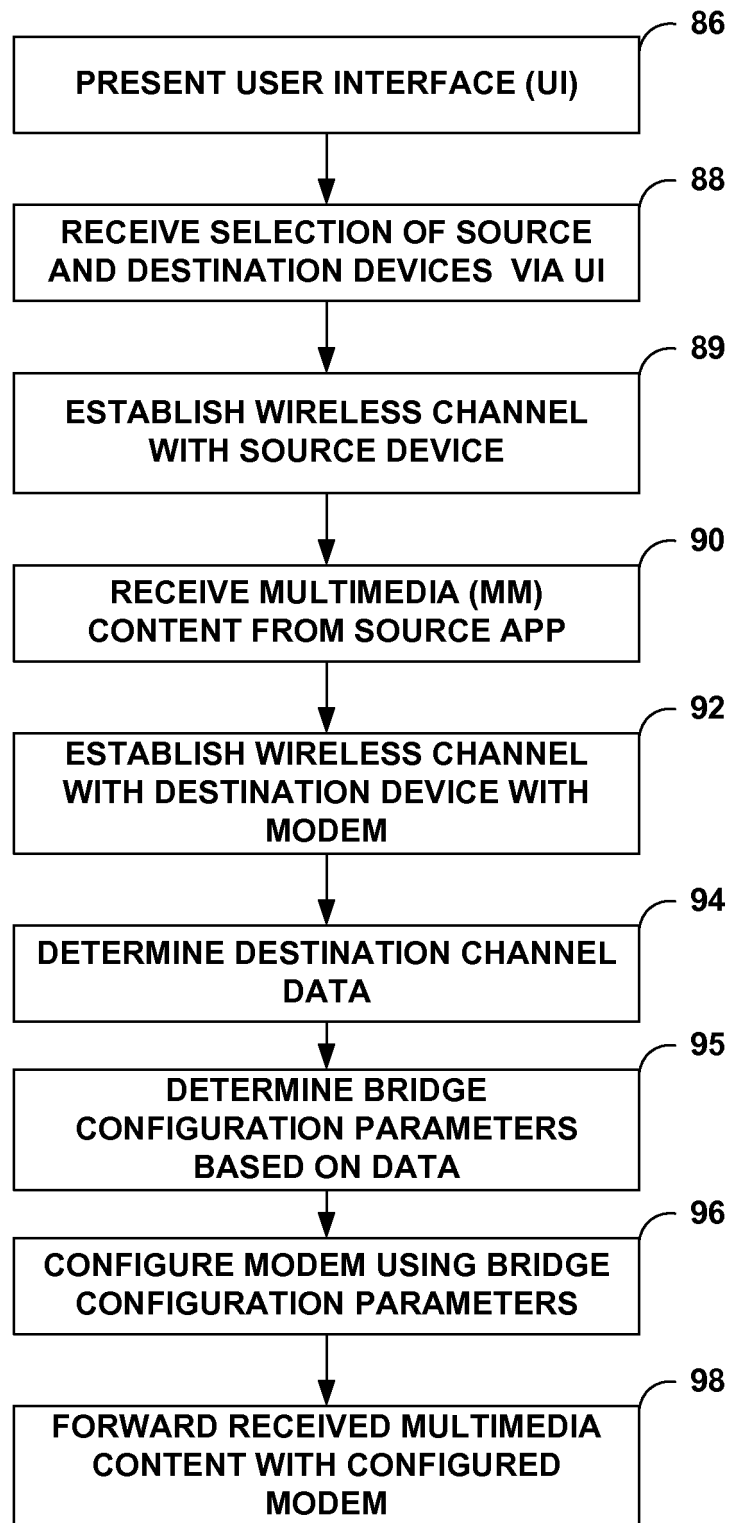 86
PRESENT USER INTERFACE (UI)
88
RECEIVE SELECTION OF SOURCE
AND DESTINATION DEVICES VIA UI
89
ESTABLISH WIRELESS CHANNEL
WITH SOURCE DEVICE
90
RECEIVE MULTIMEDIA (MM)
CONTENT FROM SOURCE APP
92
ESTABLISH WIRELESS CHANNEL
WITH DESTINATION DEVICE WITH
MODEM
94
DETERMINE DESTINATION CHANNEL
DATA
95
DETERMINE BRIDGE
CONFIGURATION PARAMETERS
BASED ON DATA
96
CONFIGURE MODEM USING BRIDGE
CONFIGURATION PARAMETERS
98
FORWARD RECEIVED MULTIMEDIA
CONTENT WITH CONFIGURED
MODEM